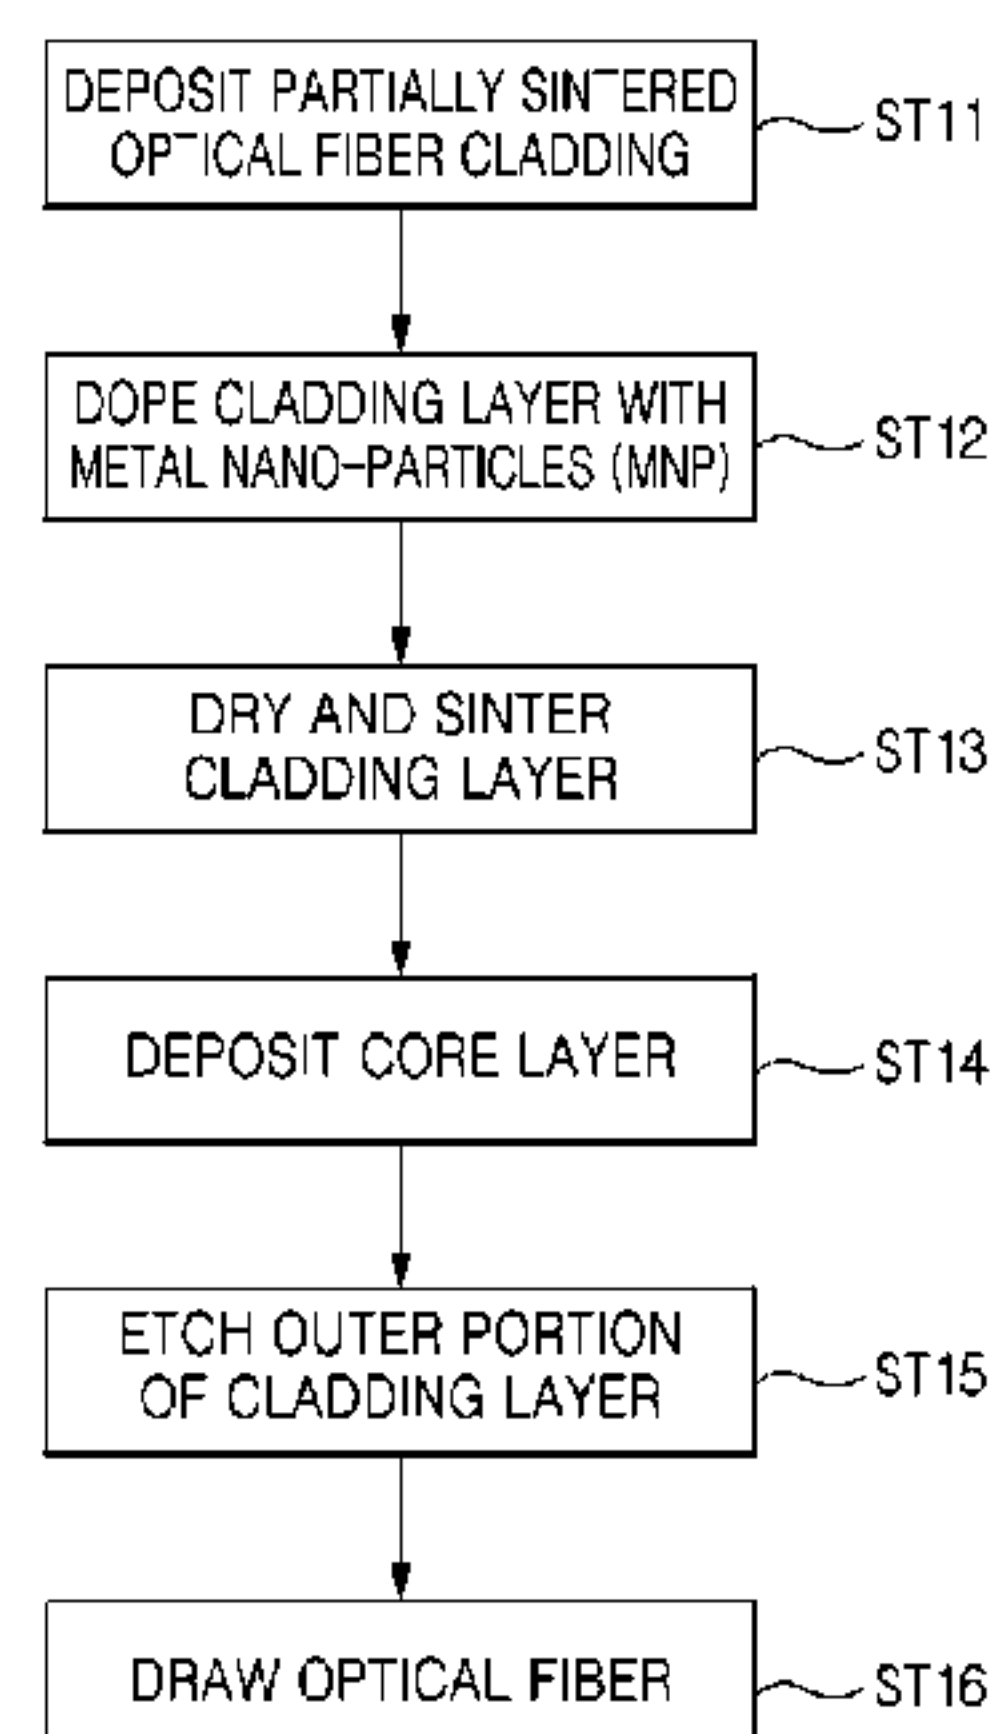 DEPOSIT PARTIALLY SINTERED
OPTICAL FIBER CLADDING
ST11
DOPE CLADDING LAYER WITH
METAL NANO-PARTICLES (MNP)
ST12
DRY AND SINTER
CLADDING LAYER
ST13
DEPOSIT CORE LAYER
ST14
ETCH OUTER PORTION
OF CLADDING LAYER
ST15
DRAW OPTICAL FIBER
ST16